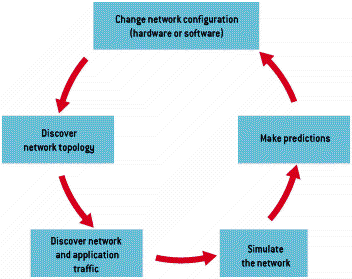 Change network configuration
(hardware or software)
Discover
network topology
Make predictions
Discover network
and application
traffic
Simulate
the network